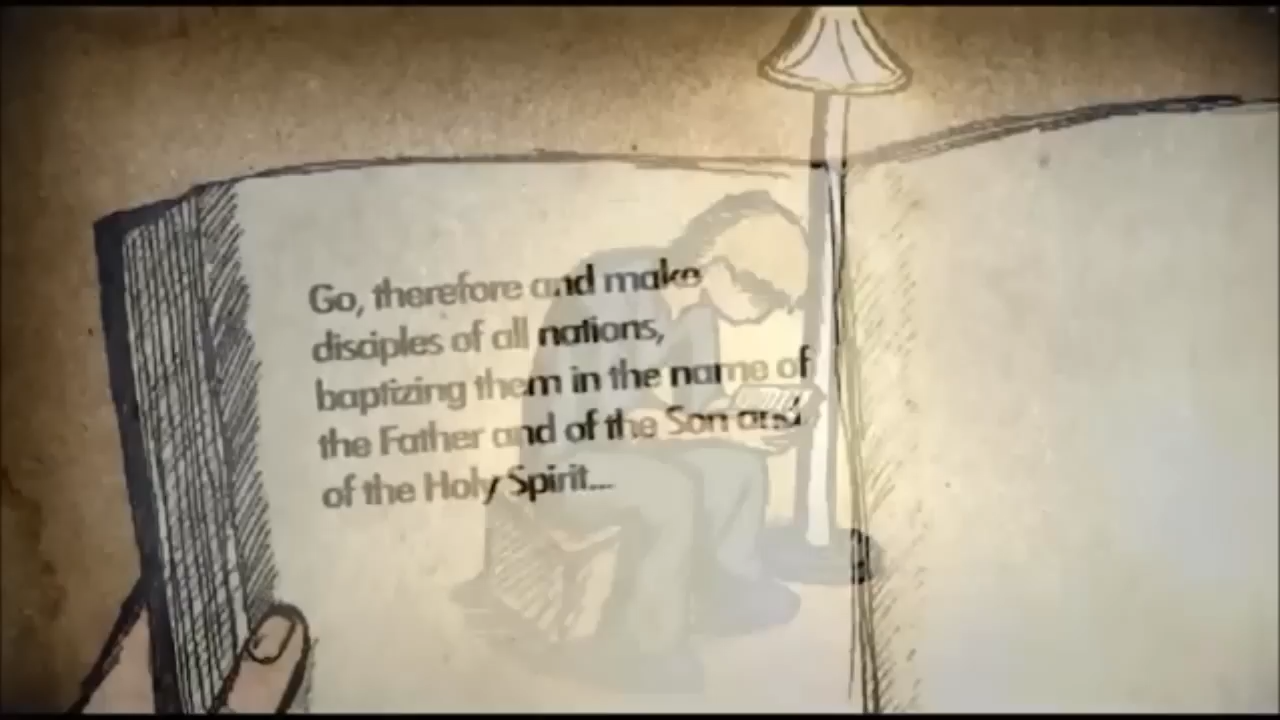 Go, therefore and make
disciples of all nations,
baptizing them in the name of
the Father and of the Son and
of the Holy Spirit...